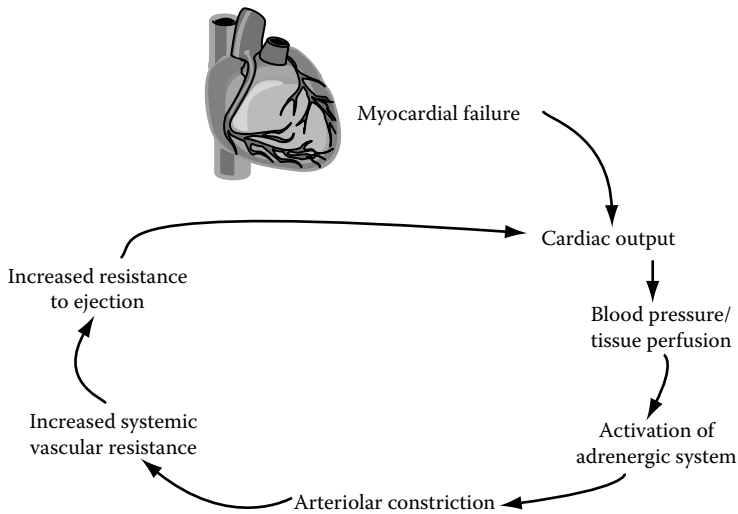 Myocardial failure
Cardiac output
Blood pressure/
tissue perfusion
Activation of
adrenergic system
Arteriolar constriction
Increased systemic
vascular resistance
Increased resistance
to ejection